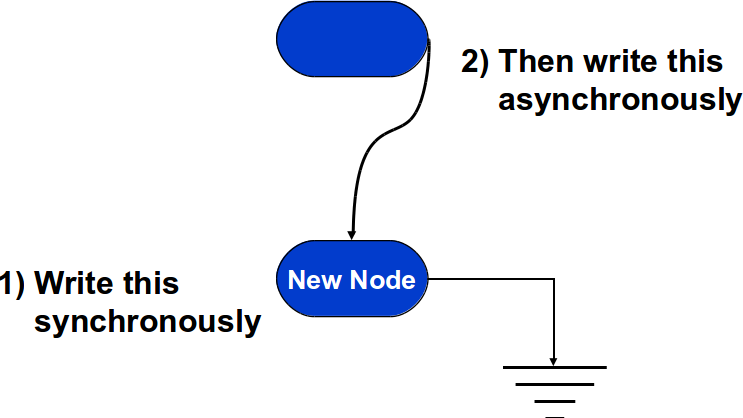 2) Then write this
asynchronously
New Node
1) Write this
synchronously